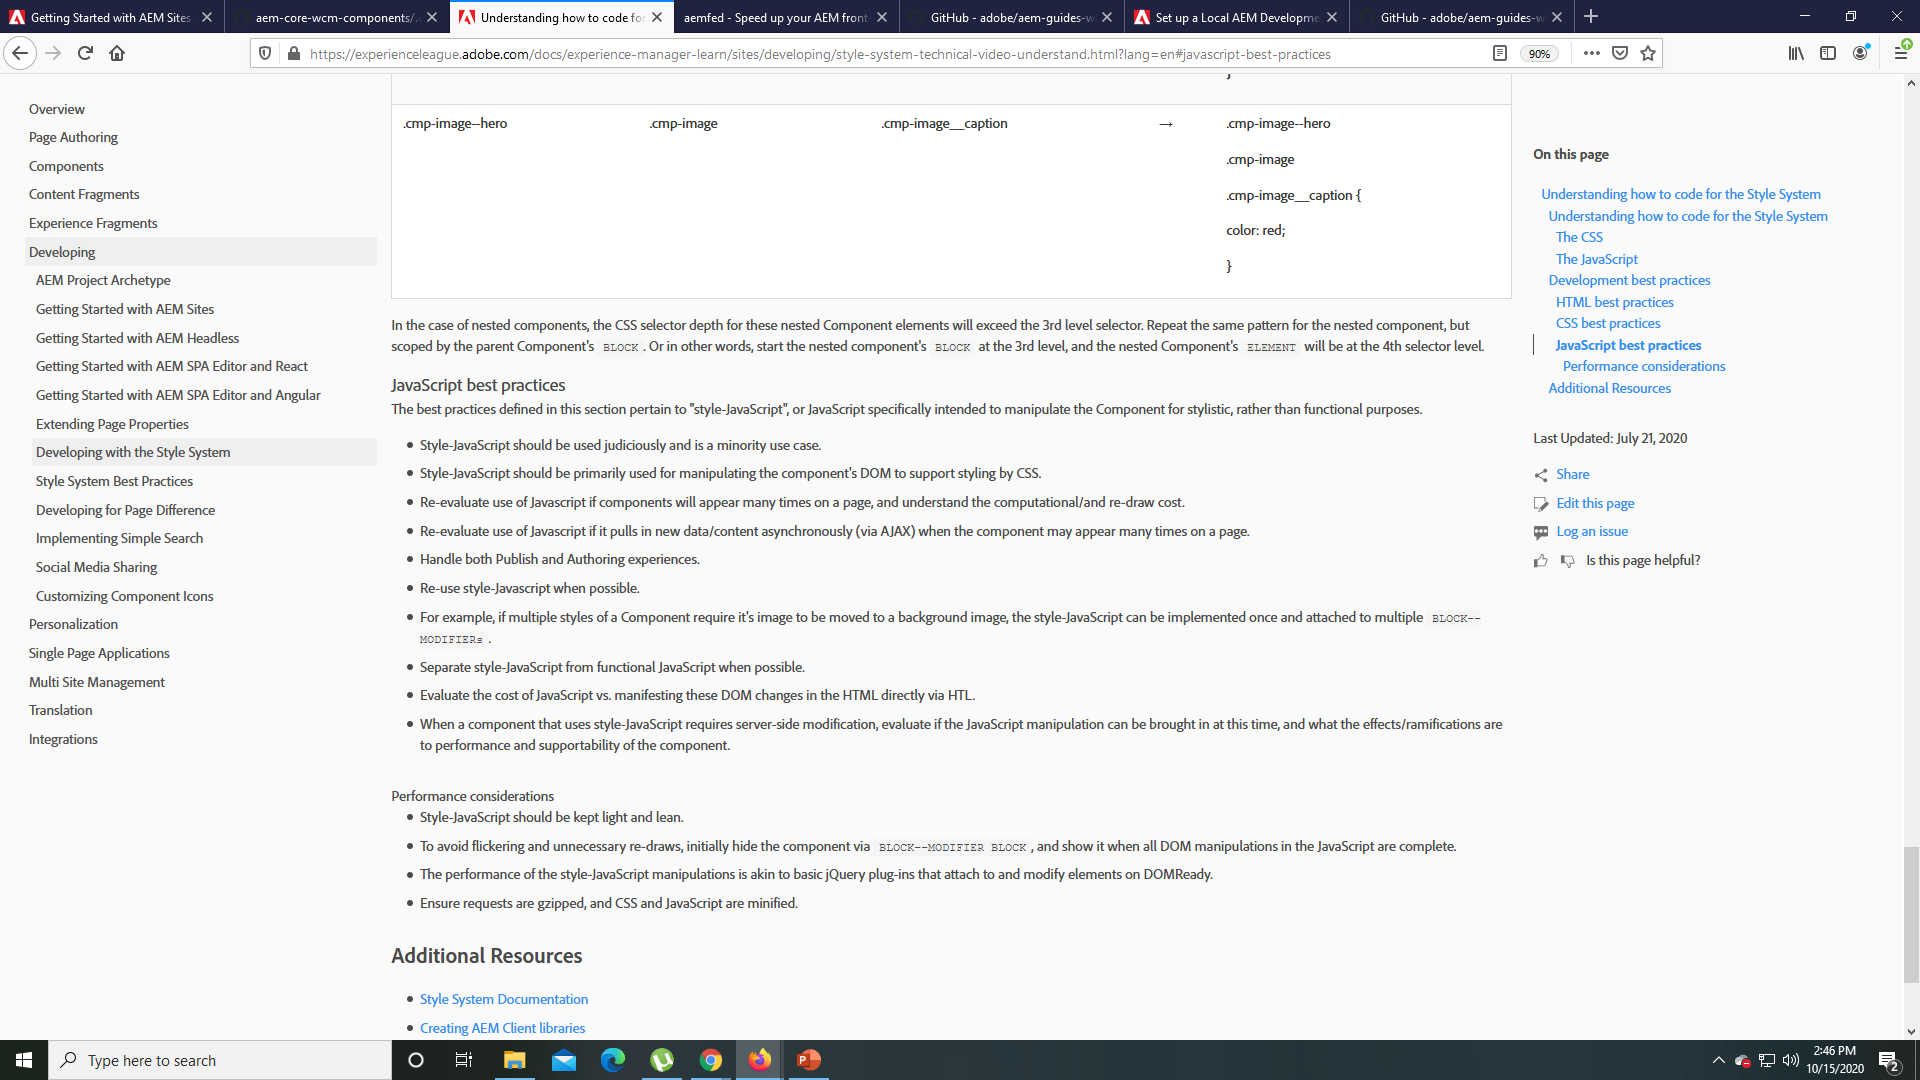 Getting Started with AEM Sites
aem-core-wcm-components/
Understanding how to code for
aemfed - Speed up your AEM front
GitHub - adobe/aem-guides-w
Set up a Local AEM Developme
GitHub - adobe/aem-guides-w
https://experienceleague.adobe.com/docs/experience-manager-learn/sites/developing/style-system-technical-video-understand.html?lang=en#javascript-best-practices
90%
Overview
Page Authoring
Components
Content Fragments
Experience Fragments
Developing
AEM Project Archetype
Getting Started with AEM Sites
Getting Started with AEM Headless
Getting Started with AEM SPA Editor and React
Getting Started with AEM SPA Editor and Angular
Extending Page Properties
Developing with the Style System
Style System Best Practices
Developing for Page Difference
Implementing Simple Search
Social Media Sharing
Customizing Component Icons
Personalization
Single Page Applications
Multi Site Management
Translation
Integrations
}
.cmp-image--hero .cmp-image .cmp-image__caption → .cmp-image--hero
.cmp-image
.cmp-image__caption {
color: red;
}
In the case of nested components, the CSS selector depth for these nested Component elements will exceed the 3rd level selector. Repeat the same pattern for the nested component, but
scoped by the parent Component's BLOCK . Or in other words, start the nested component's BLOCK at the 3rd level, and the nested Component's ELEMENT will be at the 4th selector level.
JavaScript best practices
The best practices defined in this section pertain to "style-JavaScript", or JavaScript specifically intended to manipulate the Component for stylistic, rather than functional purposes.
• Style-JavaScript should be used judiciously and is a minority use case.
• Style-JavaScript should be primarily used for manipulating the component's DOM to support styling by CSS.
• Re-evaluate use of Javascript if components will appear many times on a page, and understand the computational/and re-draw cost.
• Re-evaluate use of Javascript if it pulls in new data/content asynchronously (via AJAX) when the component may appear many times on a page.
• Handle both Publish and Authoring experiences.
• Re-use style-Javascript when possible.
• For example, if multiple styles of a Component require it's image to be moved to a background image, the style-JavaScript can be implemented once and attached to multiple BLOCK--
MODIFIERs .
• Separate style-JavaScript from functional JavaScript when possible.
• Evaluate the cost of JavaScript vs. manifesting these DOM changes in the HTML directly via HTL.
• When a component that uses style-JavaScript requires server-side modification, evaluate if the JavaScript manipulation can be brought in at this time, and what the effects/ramifications are
to performance and supportability of the component.
Performance considerations
• Style-JavaScript should be kept light and lean.
• To avoid flickering and unnecessary re-draws, initially hide the component via BLOCK--MODIFIER BLOCK , and show it when all DOM manipulations in the JavaScript are complete.
• The performance of the style-JavaScript manipulations is akin to basic jQuery plug-ins that attach to and modify elements on DOMReady.
• Ensure requests are gzipped, and CSS and JavaScript are minified.
Additional Resources
• Style System Documentation
• Creating AEM Client libraries
On this page
Understanding how to code for the Style System
Understanding how to code for the Style System
The CSS
The JavaScript
Development best practices
HTML best practices
CSS best practices
JavaScript best practices
Performance considerations
Additional Resources
Last Updated: July 21, 2020
Share
Edit this page
Log an issue
Is this page helpful?
Type here to search
2:46 PM
10/15/2020
2